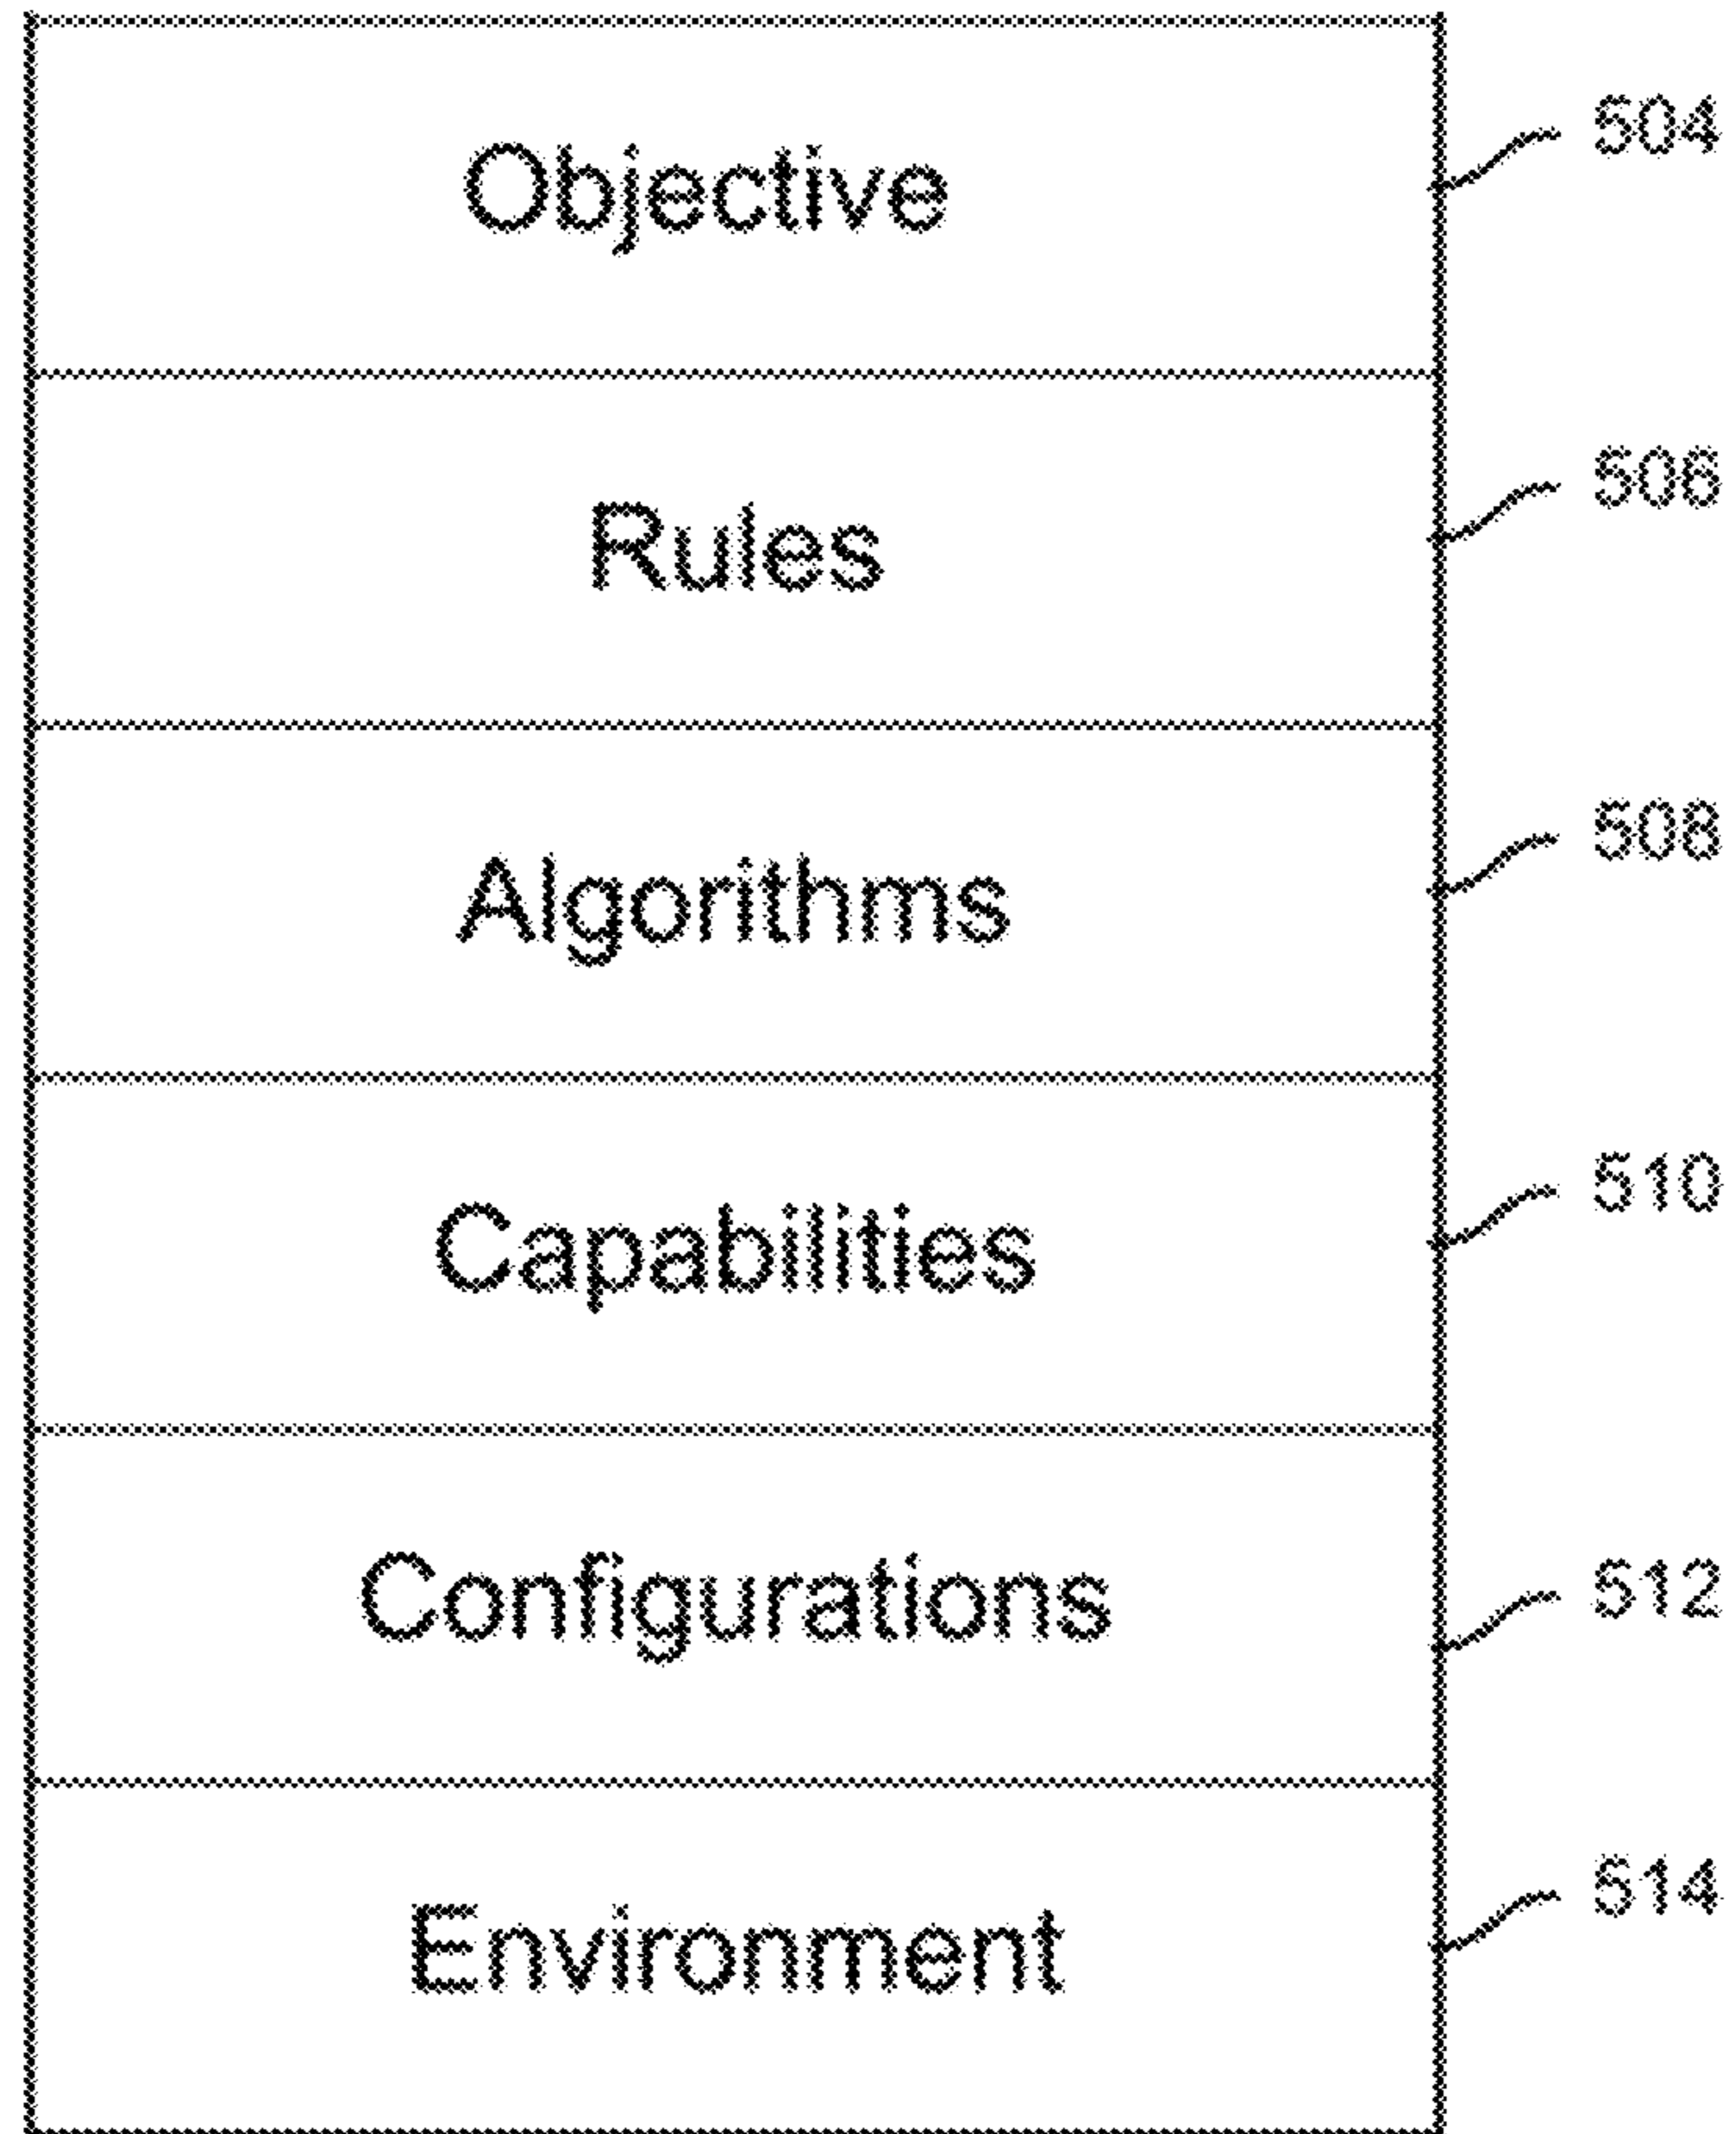 Objective
504
Rules
506
Algorithms
508
Capabilities
510
Configurations
512
Environment
514